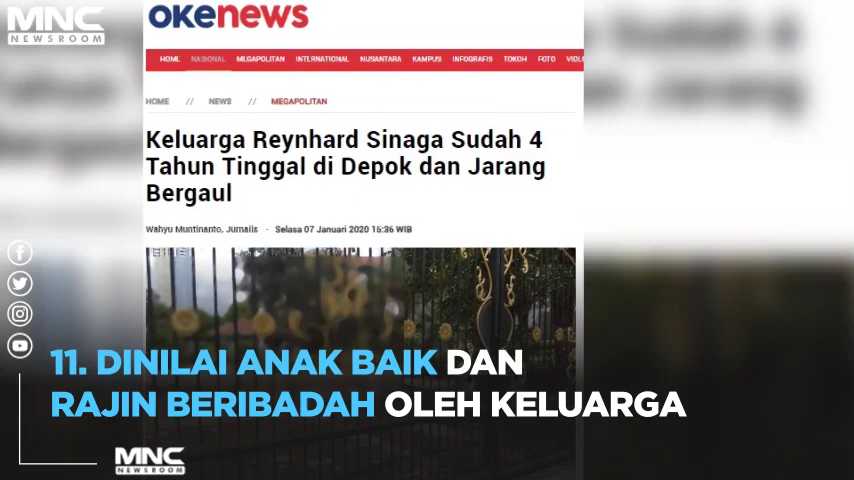 MNC
NEWSROOM
okenews
HOME NASIONAL MEGAPOLITAN INTERNATIONAL NUSANTARA KAMPUS INFOGRAFIS TOKOH FOTO
HOME // NEWS // MEGAPOLITAN
Keluarga Reynhard Sinaga Sudah 4
Tahun Tinggal di Depok dan Jarang
Bergaul
Wahyu Muntinanto, Jurnalis - Selasa 07 Januari 2020 15:36 WIB
11. DINILAI ANAK BAIK DAN
RAJIN BERIBADAH OLEH KELUARGA
MNC
NEWSROOM